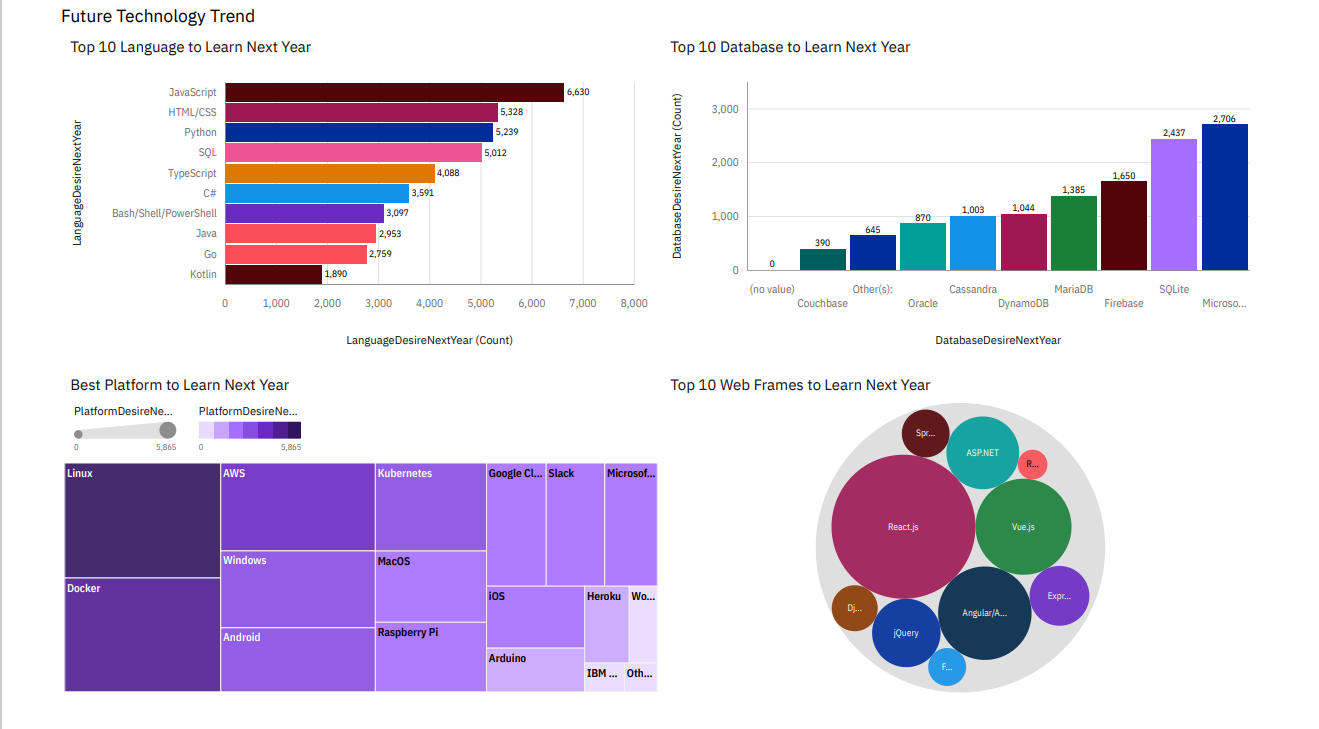 Future Technology Trend
Top 10 Language to Learn Next Year
LanguageDesireNextYear
JavaScript 6,630
HTML/CSS 5,328
Python 5,239
SQL 5,012
TypeScript 4,088
C# 3,591
Bash/Shell/PowerShell 3,097
Java 2,953
Go 2,759
Kotlin 1,890
0 1,000 2,000 3,000 4,000 5,000 6,000 7,000 8,000
LanguageDesireNextYear (Count)
Top 10 Database to Learn Next Year
DatabaseDesireNextYear (Count)
3,000
2,000
1,000
0
0 390 645 870 1,003 1,044 1,385 1,650 2,437 2,706
(no value) Other(s): Cassandra MariaDB SQLite
Couchbase Oracle DynamoDB Firebase Microso...
DatabaseDesireNextYear
Best Platform to Learn Next Year
PlatformDesireNe... PlatformDesireNe...
0 5,865 0 5,865
Linux AWS Kubernetes Google Cl... Slack Microsof...
Windows MacOS
Docker iOS Heroku Wo...
Android Raspberry Pi
Arduino
IBM ... Oth...
Top 10 Web Frames to Learn Next Year
Spr...
ASP.NET
R...
React.js Vue.js
Expr...
Dj... Angular/A...
jQuery
F...